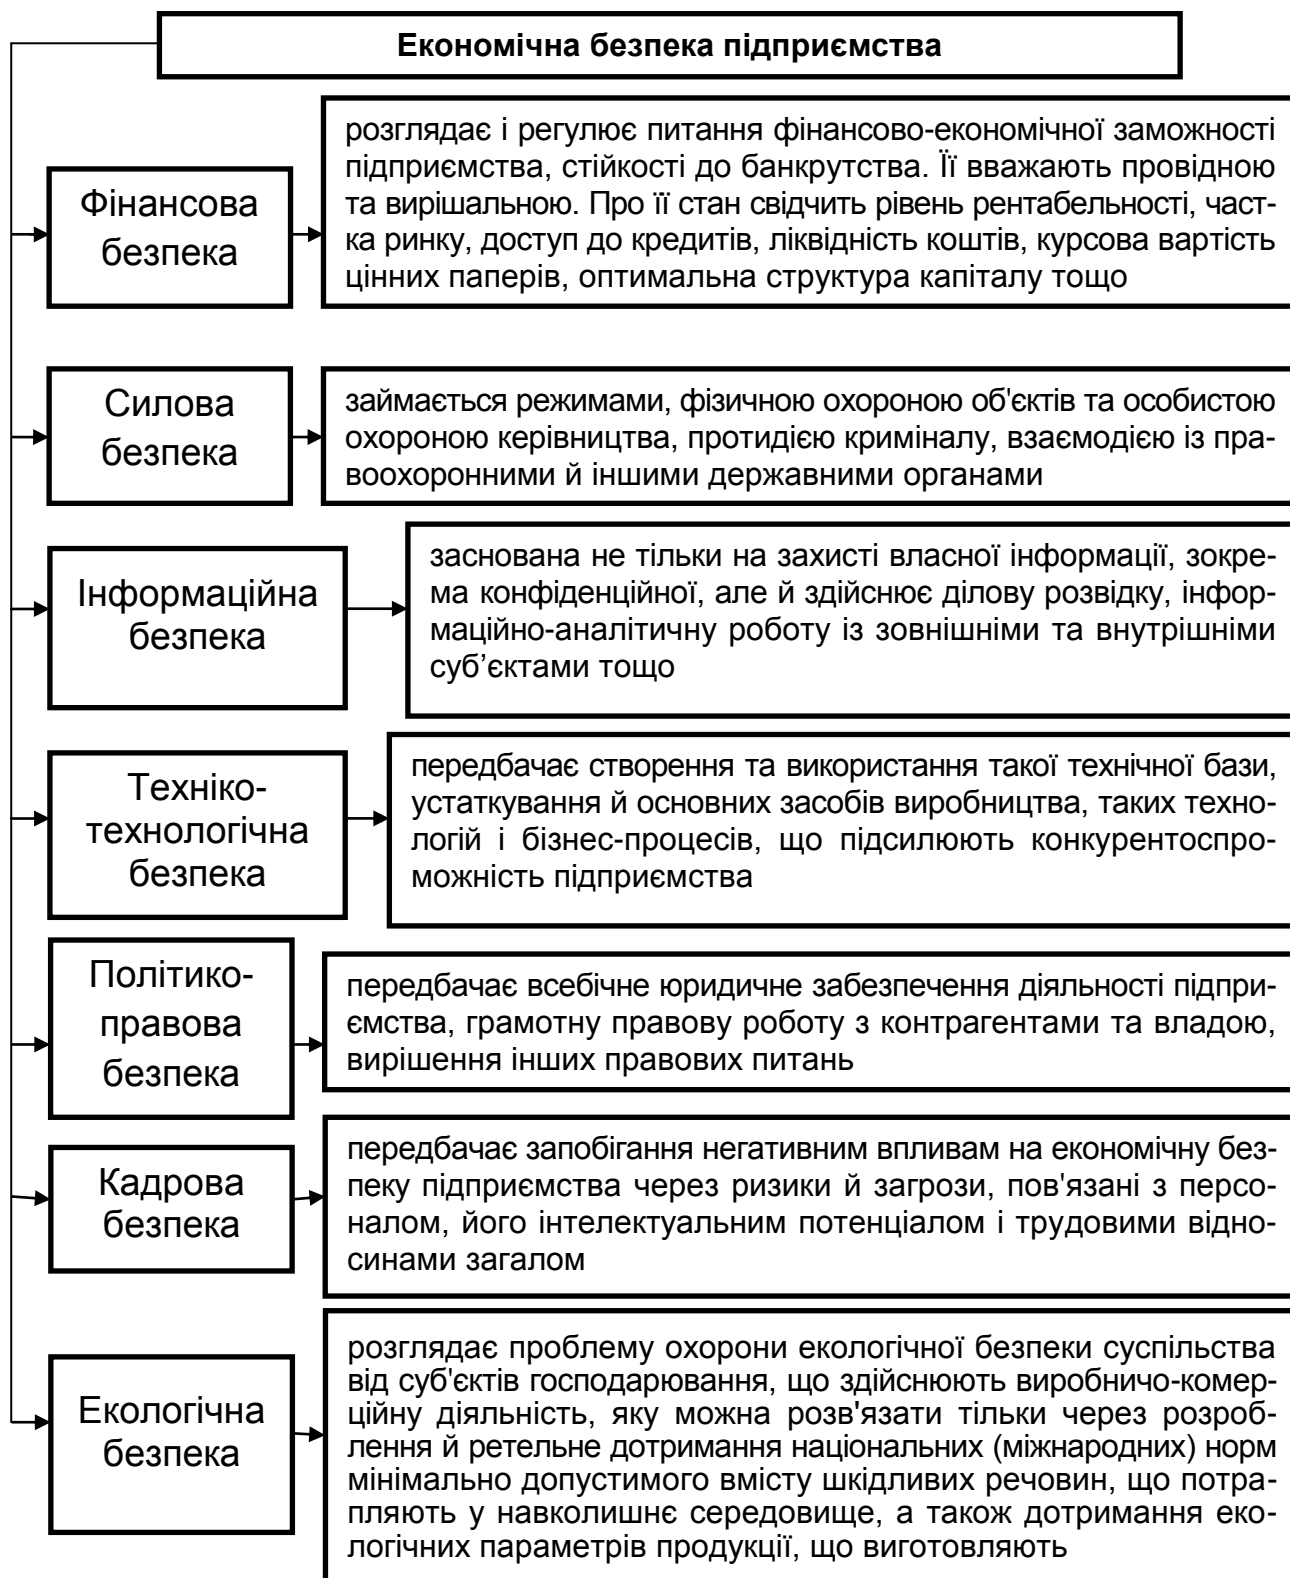 Економічна безпека підприємства
Фінансова
безпека
розглядає і регулює питання фінансово-економічної заможності
підприємства, стійкості до банкрутства. Її вважають провідною
та вирішальною. Про її стан свідчить рівень рентабельності, част-
ка ринку, доступ до кредитів, ліквідність коштів, курсова вартість
цінних паперів, оптимальна структура капіталу тощо
Силова
безпека
займається режимами, фізичною охороною об'єктів та особистою
охороною керівництва, протидією криміналу, взаємодією із пра-
воохоронними й іншими державними органами
Інформаційна
безпека
заснована не тільки на захисті власної інформації, зокре-
ма конфіденційної, але й здійснює ділову розвідку, інфор-
маційно-аналітичну роботу із зовнішніми та внутрішніми
суб’єктами тощо
Техніко-
технологічна
безпека
передбачає створення та використання такої технічної бази,
устаткування й основних засобів виробництва, таких техно-
логій і бізнес-процесів, що підсилюють конкурентоспро-
можність підприємства
Політико-
правова
безпека
передбачає всебічне юридичне забезпечення діяльності підпри-
ємства, грамотну правову роботу з контрагентами та владою,
вирішення інших правових питань
Кадрова
безпека
передбачає запобігання негативним впливам на економічну без-
пеку підприємства через ризики й загрози, пов'язані з персо-
налом, його інтелектуальним потенціалом і трудовими відно-
синами загалом
Екологічна
безпека
розглядає проблему охорони екологічної безпеки суспільства
від суб'єктів господарювання, що здійснюють виробничо-комер-
ційну діяльність, яку можна розв'язати тільки через розроб-
лення й ретельне дотримання національних (міжнародних) норм
мінімально допустимого вмісту шкідливих речовин, що потра-
пляють у навколишнє середовище, а також дотримання еко-
логічних параметрів продукції, що виготовляють